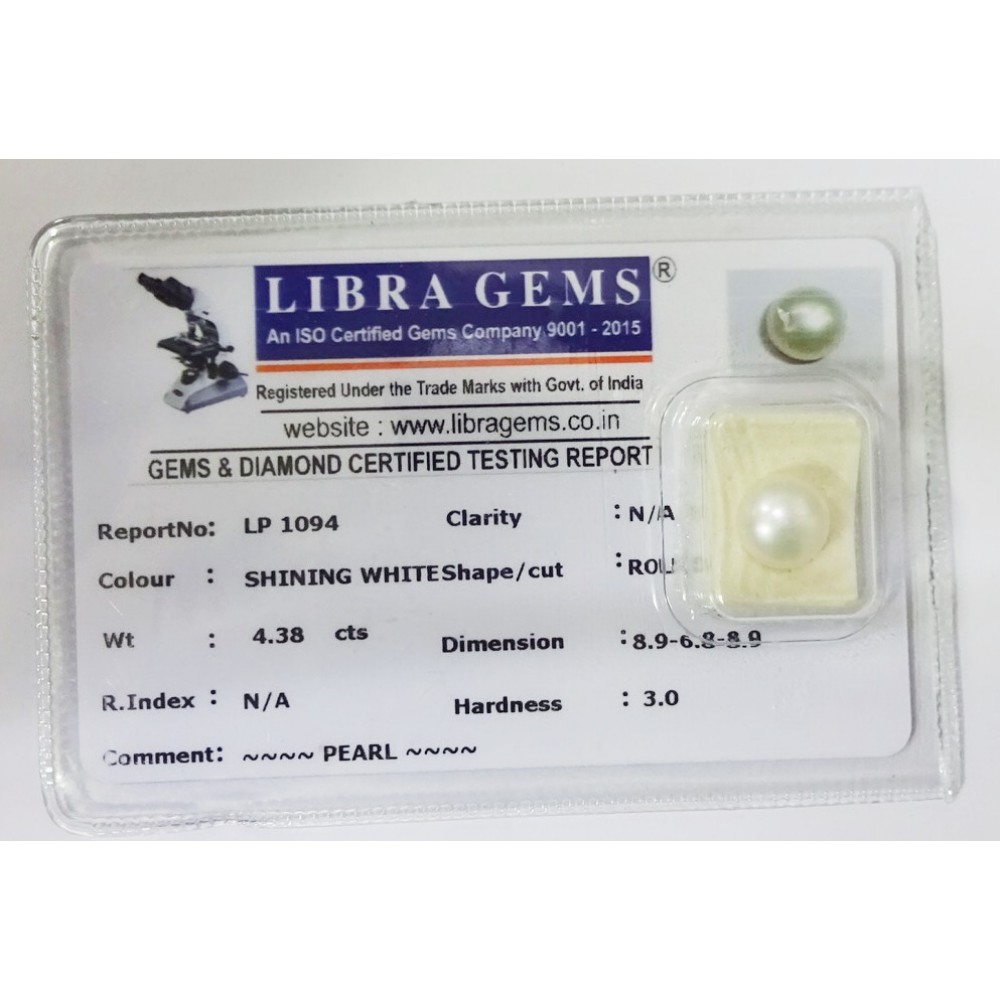 LIBRA GEMS ®
An ISO Certified Gems Company 9001 - 2015
Registered Under the Trade Marks with Govt. of India
website : www.libragems.co.in
GEMS & DIAMOND CERTIFIED TESTING REPORT
ReportNo: LP 1094 Clarity : N/A
Colour : SHINING WHITE Shape/cut :
Wt : 4.38 cts Dimension : 8.9-6.8-8.9
R.Index : N/A Hardness : 3.0
Comment: ~~~~ PEARL ~~~~